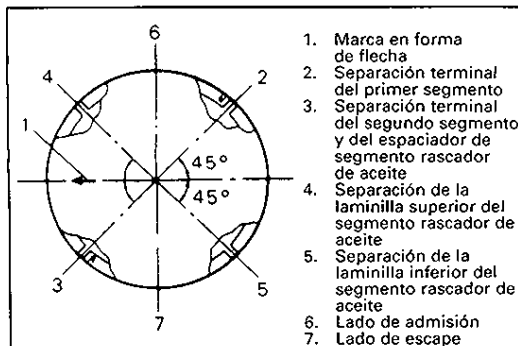 6
4
2
1
45°
45°
3
5
7
1. Marca en forma
de flecha
2. Separación terminal
del primer segmento
3. Separación terminal
del segundo segmento
y del espaciador de
segmento rascador
de aceite
4. Separación de la
laminilla superior del
segmento rascador de
aceite
5. Separación de la
laminilla inferior del
segmento rascador de
aceite
6. Lado de admisión
7. Lado de escape